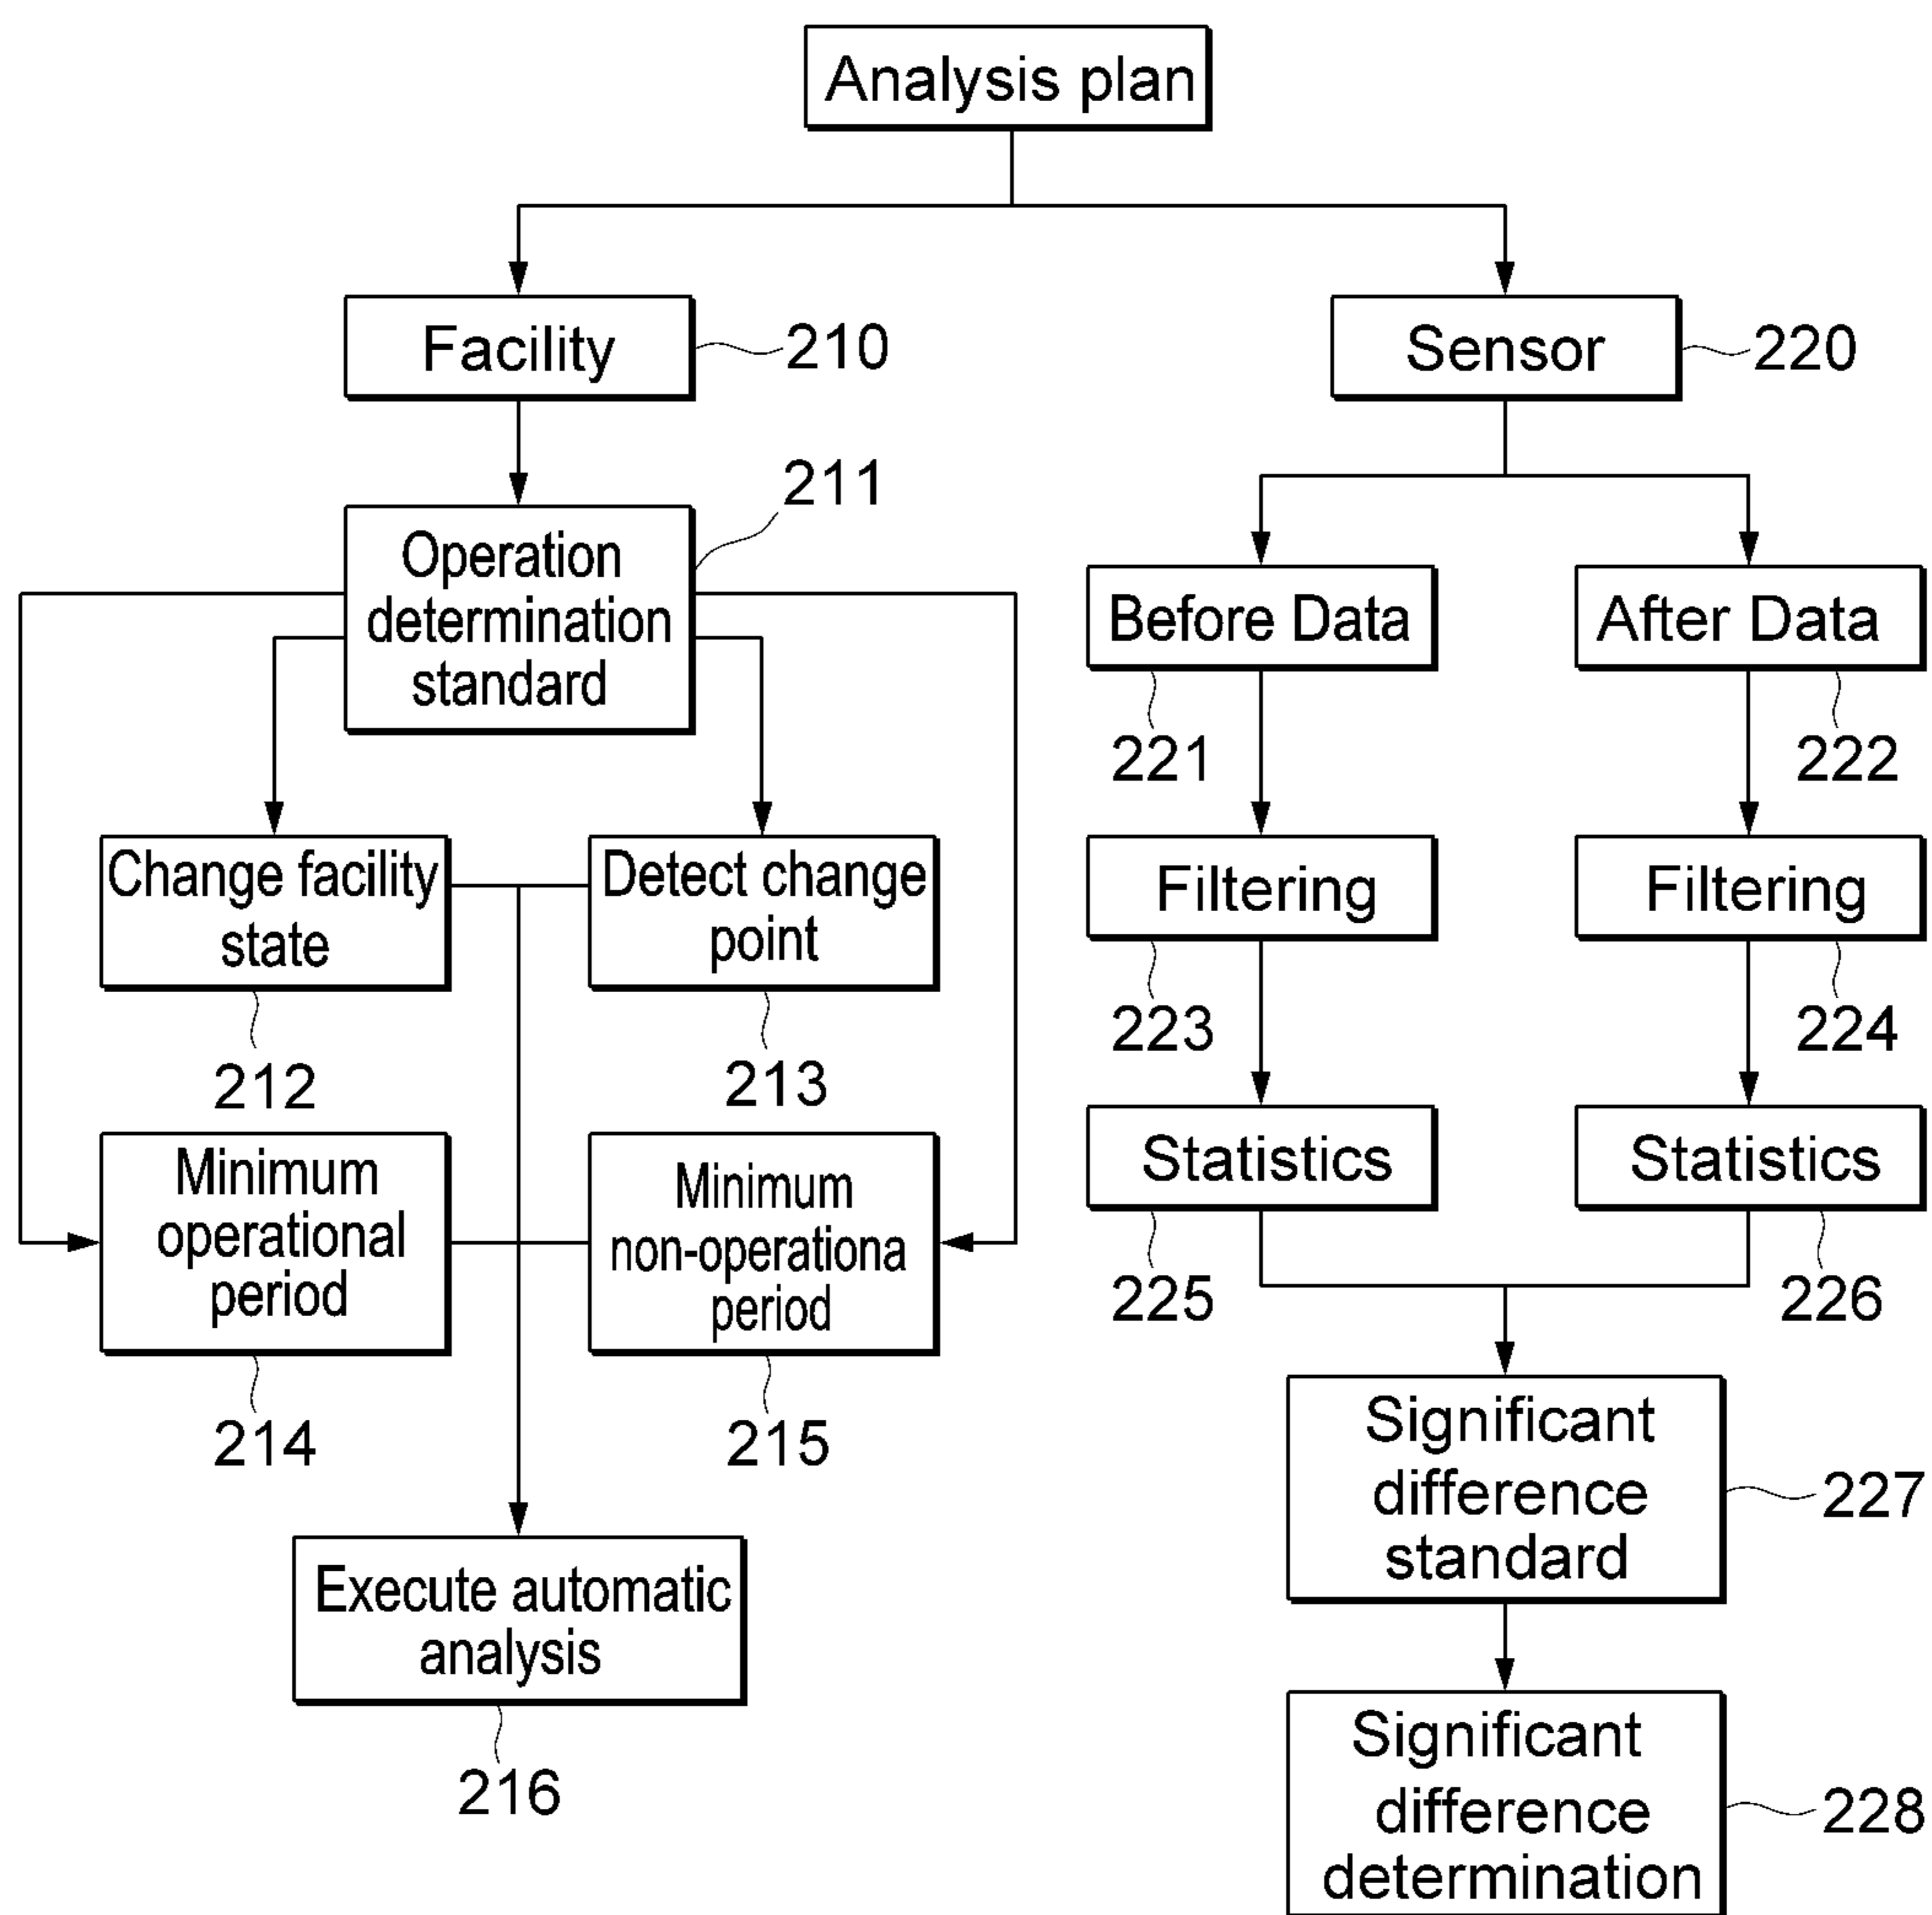 Analysis plan
Facility
210
Sensor
220
211
Operation
determination
standard
Before Data
After Data
221
222
Change facility
state
Detect change
point
Filtering
Filtering
212
213
223
224
Minimum
operational
period
Minimum
non-operationa
period
Statistics
Statistics
214
215
225
226
Significant
difference
standard
227
Execute automatic
analysis
216
Significant
difference
determination
228